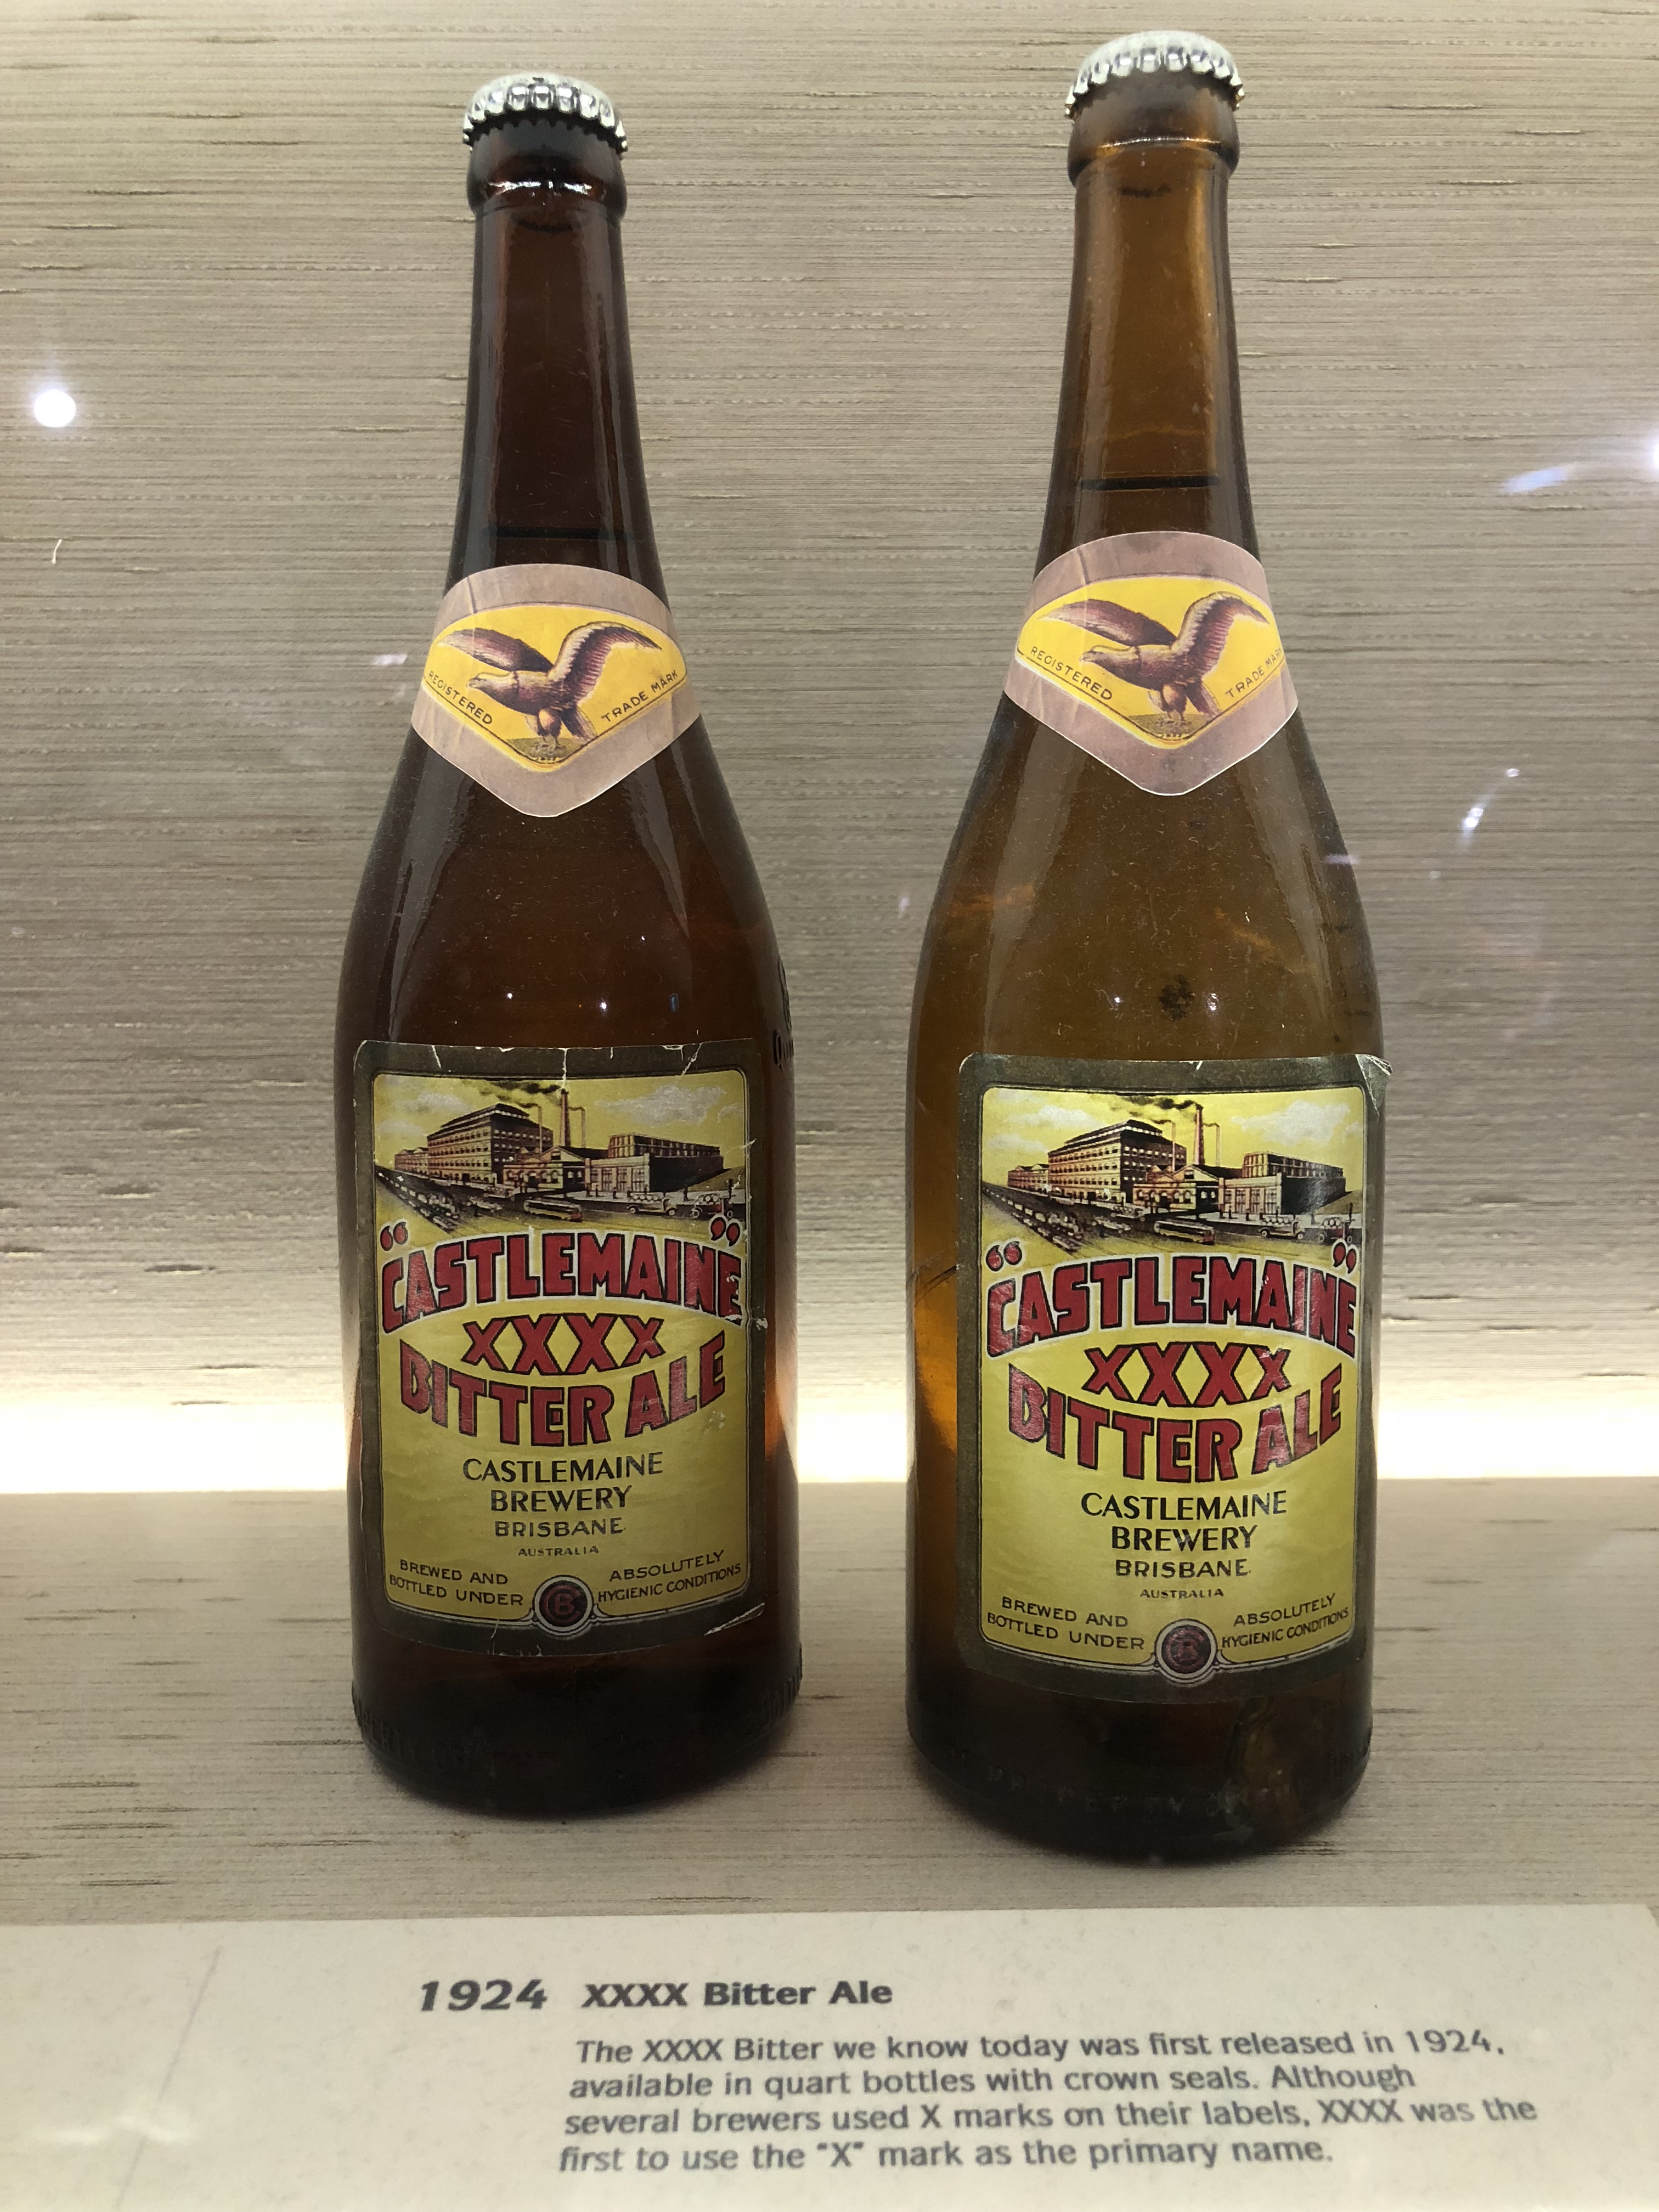 REGISTERED TRADE MARK
REGISTERED TRADE MARK
"CASTLEMAINE"
XXXX
BITTER ALE
CASTLEMAINE
BREWERY
BRISBANE
AUSTRALIA
BREWED AND
BOTTLED UNDER
ABSOLUTELY
HYGIENIC CONDITIONS
"CASTLEMAINE"
XXXX
BITTER ALE
CASTLEMAINE
BREWERY
BRISBANE
AUSTRALIA
BREWED AND
BOTTLED UNDER
ABSOLUTELY
HYGIENIC CONDITIONS
1924 XXXX Bitter Ale
The XXXX Bitter we know today was first released in 1924,
available in quart bottles with crown seals. Although
several brewers used X marks on their labels, XXXX was the
first to use the "X" mark as the primary name.